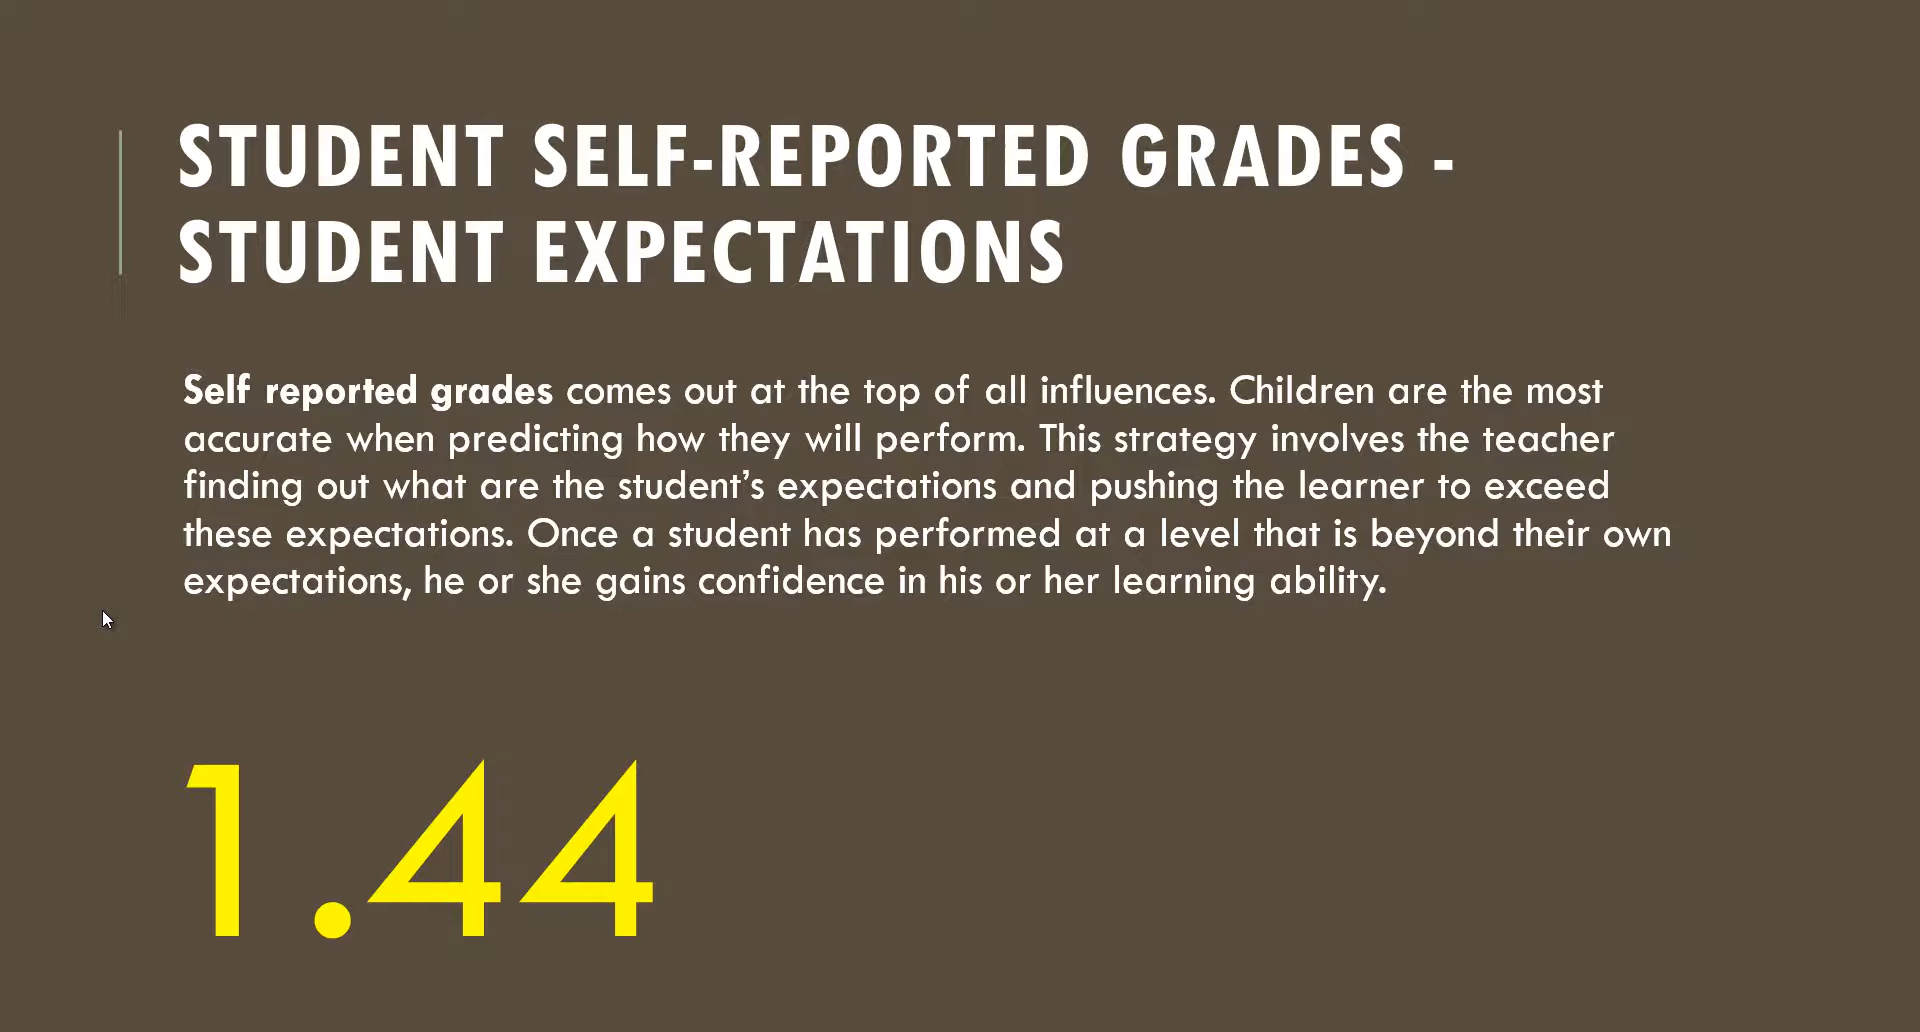 STUDENT SELF-REPORTED GRADES -
STUDENT EXPECTATIONS
Self reported grades comes out at the top of all influences. Children are the most
accurate when predicting how they will perform. This strategy involves the teacher
finding out what are the student’s expectations and pushing the learner to exceed
these expectations. Once a student has performed at a level that is beyond their own
expectations, he or she gains confidence in his or her learning ability.
1.44